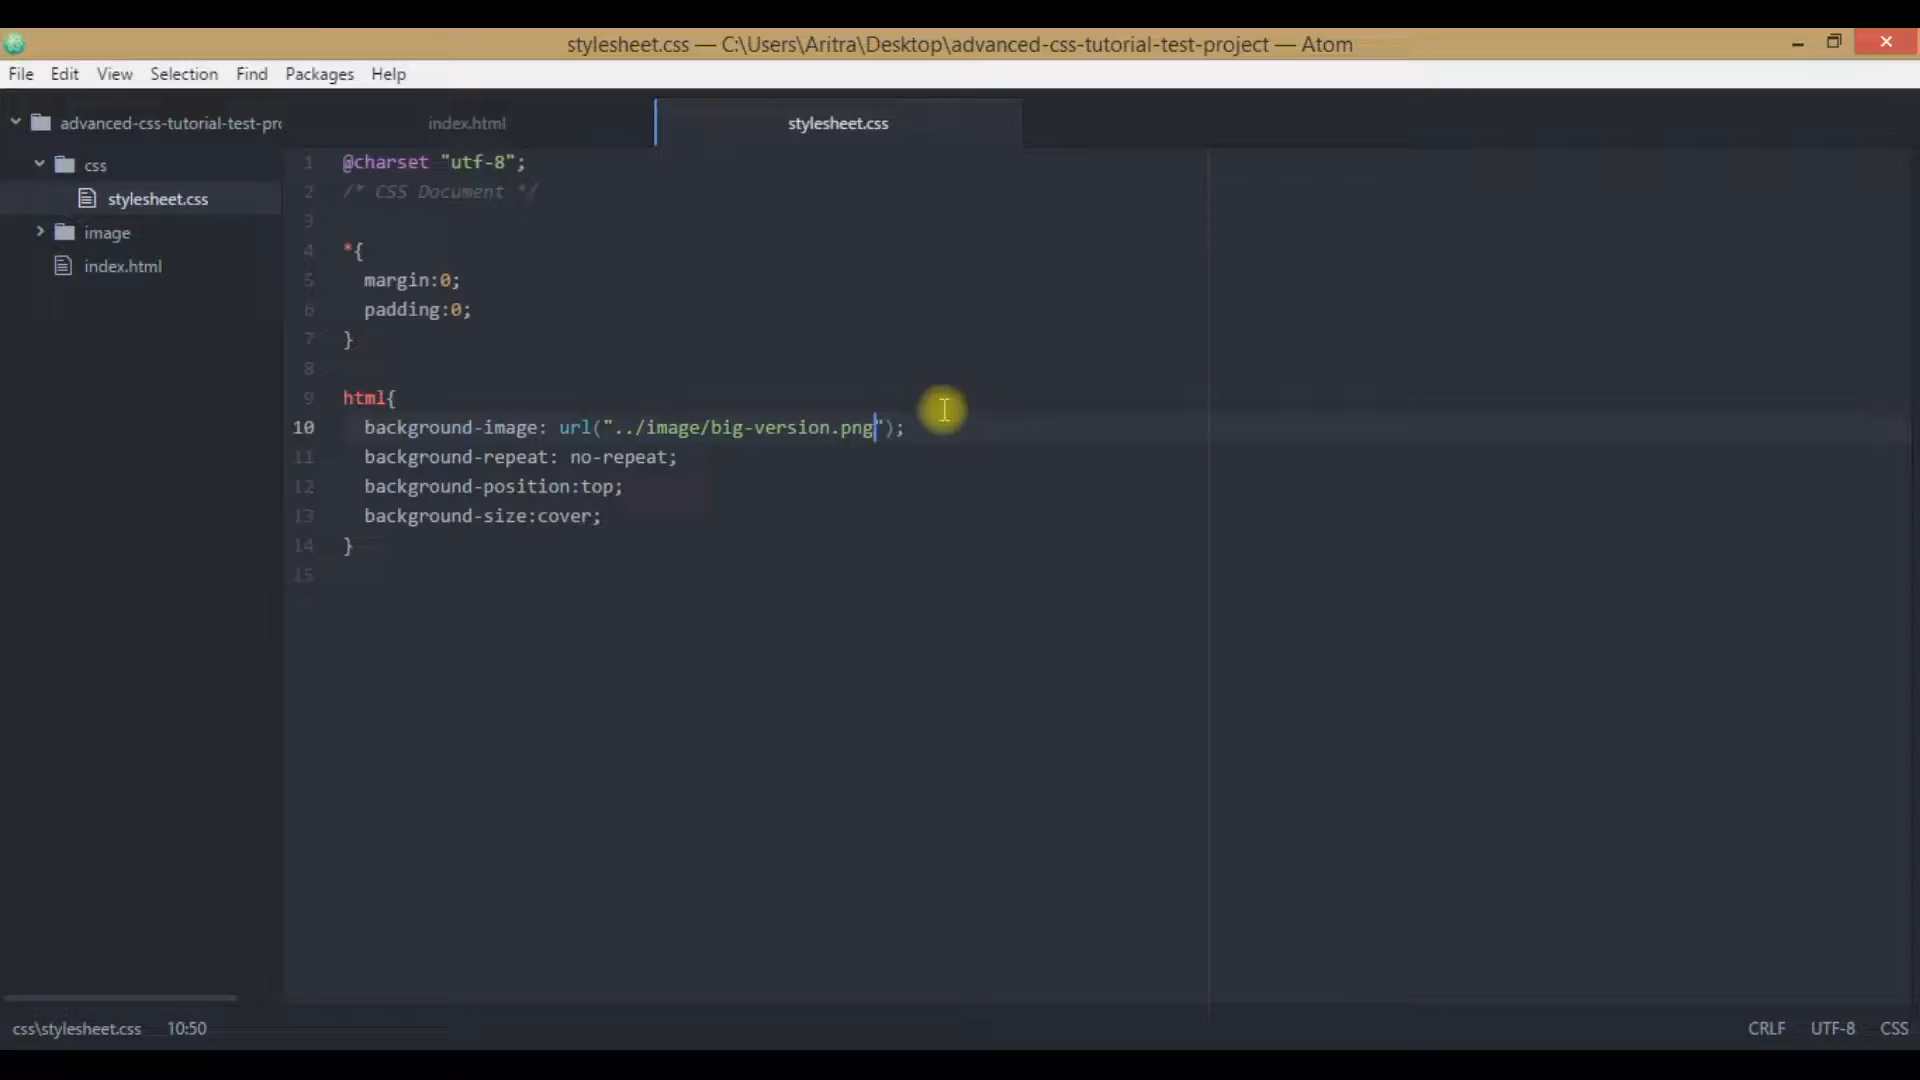 stylesheet.css — C:\Users\Aritra\Desktop\advanced-css-tutorial-test-project — Atom
File Edit View Selection Find Packages Help
advanced-css-tutorial-test-pro
index.html
stylesheet.css
css
stylesheet.css
image
index.html
1 @charset "utf-8";
2 /* CSS Document */
3
4 *{
5 margin:0;
6 padding:0;
7 }
8
9 html{
10 background-image: url("../image/big-version.png");
11 background-repeat: no-repeat;
12 background-position:top;
13 background-size:cover;
14 }
15
css\stylesheet.css 10:50
CRLF UTF-8 CSS